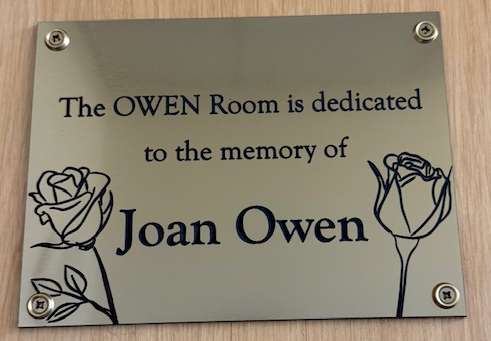 The OWEN Room is dedicated
to the memory of
Joan Owen